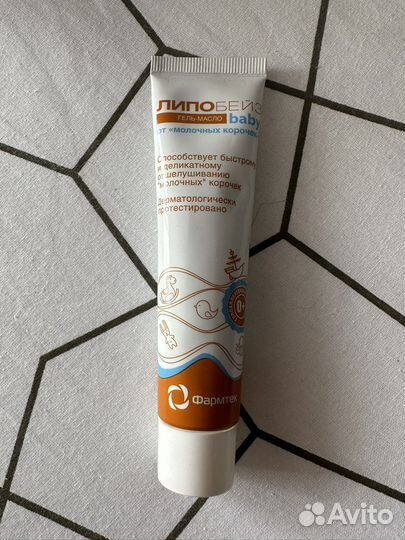 ЛИПОБЕЙЗ
ГЕЛЬ-МАСЛО baby
от «молочных корочек»
Способствует быстрому
и деликатному
отшелушиванию
"молочных" корочек
Дерматологически
протестировано
0+
Фармтек
Avito